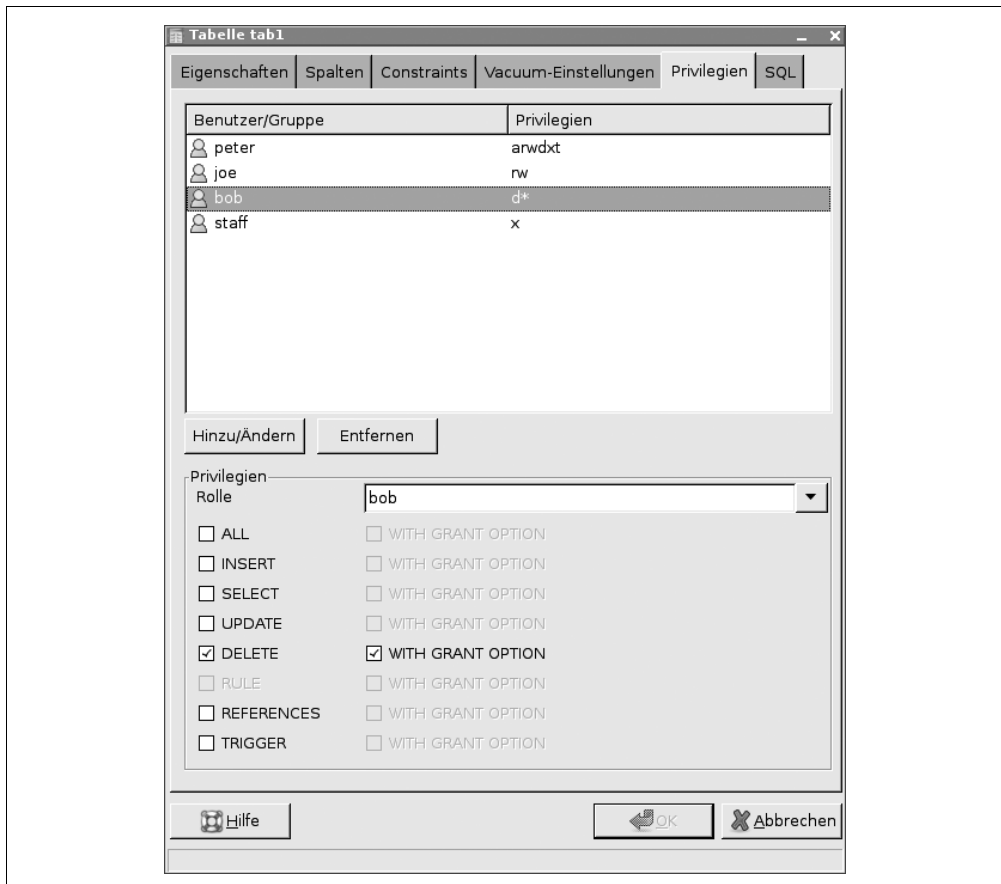 Tabelle tab1
Eigenschaften Spalten Constraints Vacuum-Einstellungen Privilegien SQL
Benutzer/Gruppe Privilegien
peter arwdxt
joe rw
bob d*
staff x
Hinzu/Ändern Entfernen
Privilegien
Rolle bob
ALL WITH GRANT OPTION
INSERT WITH GRANT OPTION
SELECT WITH GRANT OPTION
UPDATE WITH GRANT OPTION
DELETE WITH GRANT OPTION
RULE WITH GRANT OPTION
REFERENCES WITH GRANT OPTION
TRIGGER WITH GRANT OPTION
Hilfe OK Abbrechen